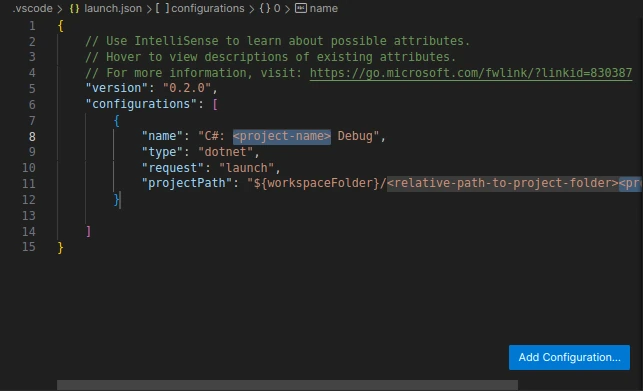 .vscode > {} launch.json > [ ] configurations > {} 0 > abc name
1 {
2 // Use IntelliSense to learn about possible attributes.
3 // Hover to view descriptions of existing attributes.
4 // For more information, visit: https://go.microsoft.com/fwlink/?linkid=830387
5 "version": "0.2.0",
6 "configurations": [
7 {
8 "name": "C#: <project-name> Debug",
9 "type": "dotnet",
10 "request": "launch",
11 "projectPath": "${workspaceFolder}/<relative-path-to-project-folder><pr
12 }
13
14 ]
15 }
Add Configuration...